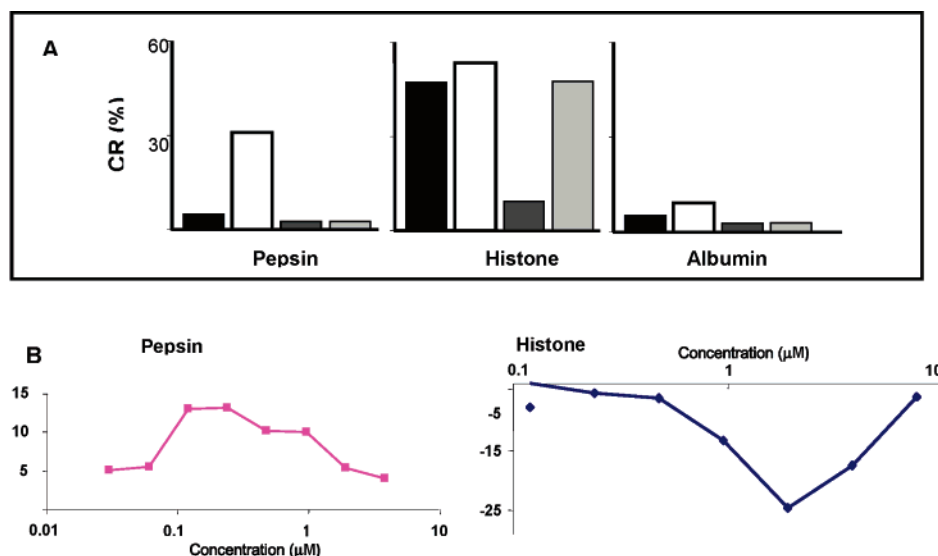 A
60
30
CR (%)
Pepsin
Histone
Albumin
B
Pepsin
15
10
5
0.01
0.1
1
10
Concentration (μM)
Histone
Concentration (μM)
0.1
1
10
-5
-15
-25